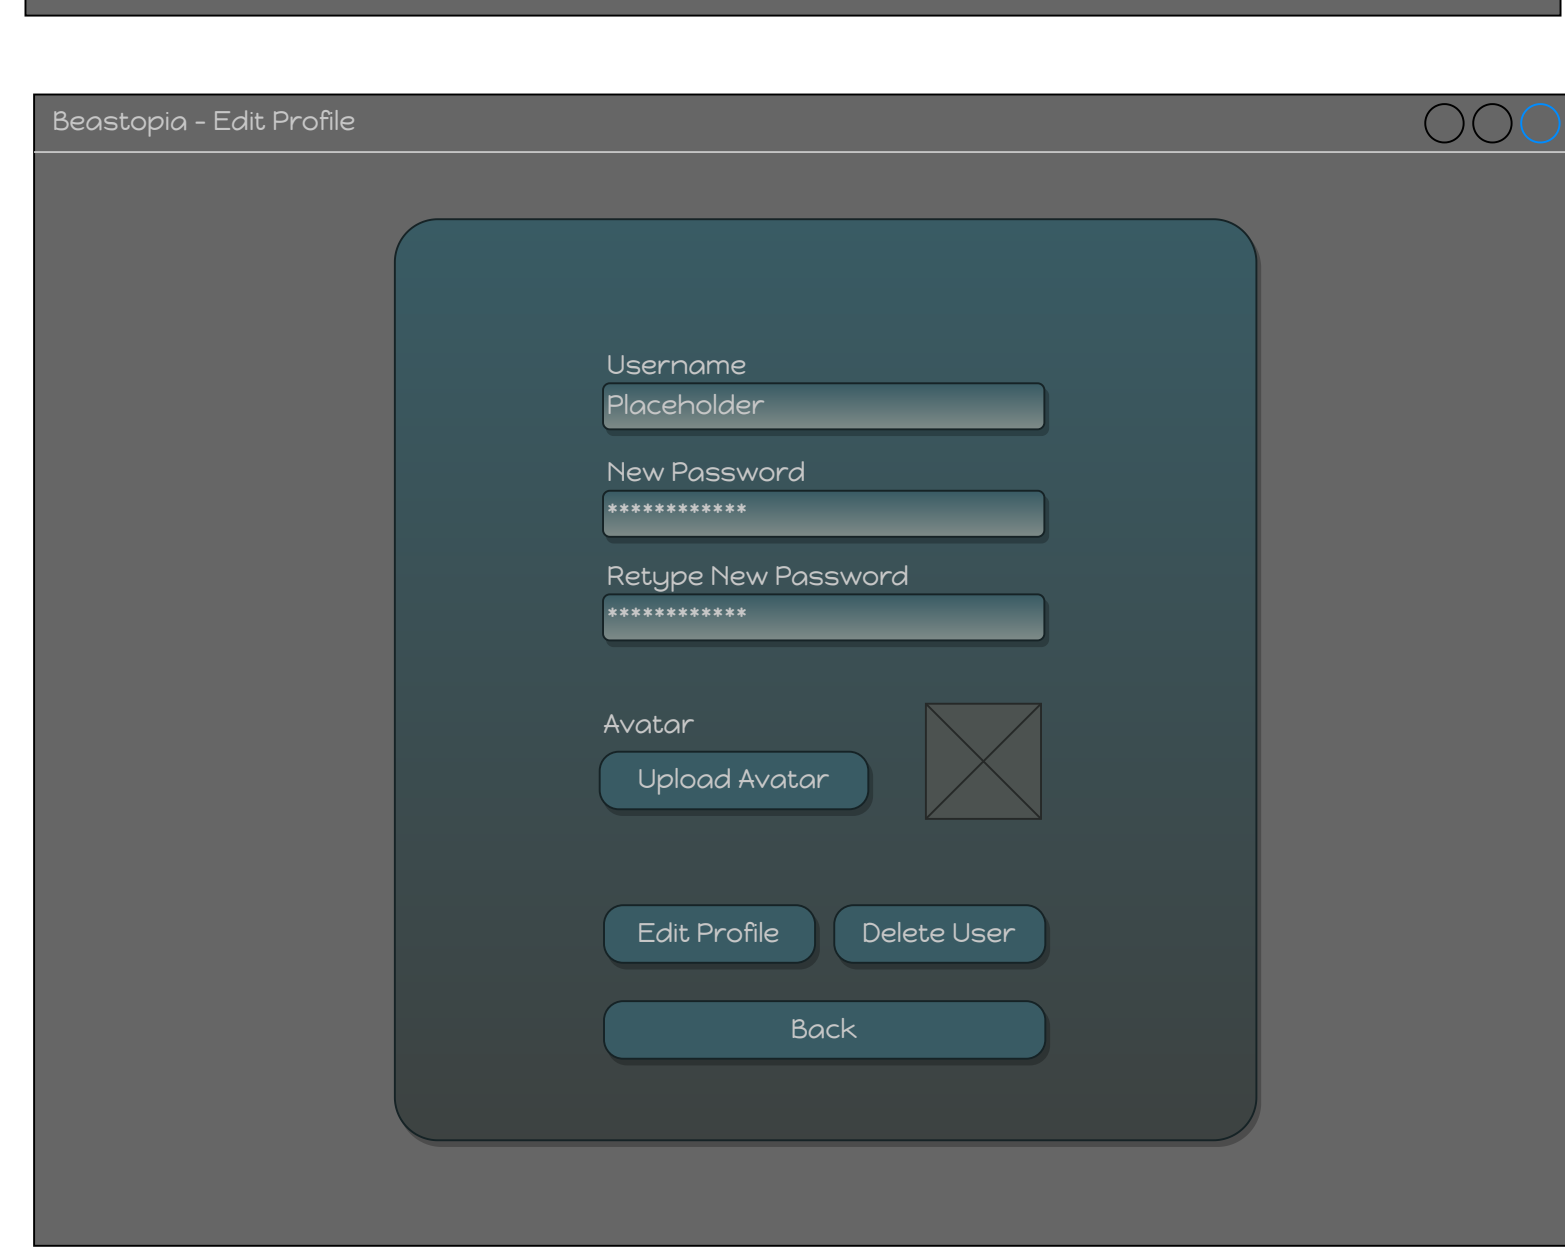 Beastopia - Edit Profile
Username
Placeholder
New Password
************
Retype New Password
************
Avatar
Upload Avatar
Edit Profile
Delete User
Back